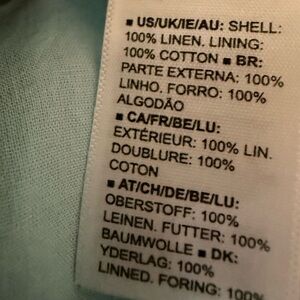 ■ US/UK/IE/AU: SHELL:
100% LINEN. LINING:
100% COTTON ■ BR:
PARTE EXTERNA: 100%
LINHO. FORRO: 100%
ALGODÃO
■ CA/FR/BE/LU:
EXTÉRIEUR: 100% LIN.
DOUBLURE: 100%
COTON
■ AT/CH/DE/BE/LU:
OBERSTOFF: 100%
LEINEN. FUTTER: 100%
BAUMWOLLE ■ DK:
YDERLAG: 100%
LINNED. FORING: 100%